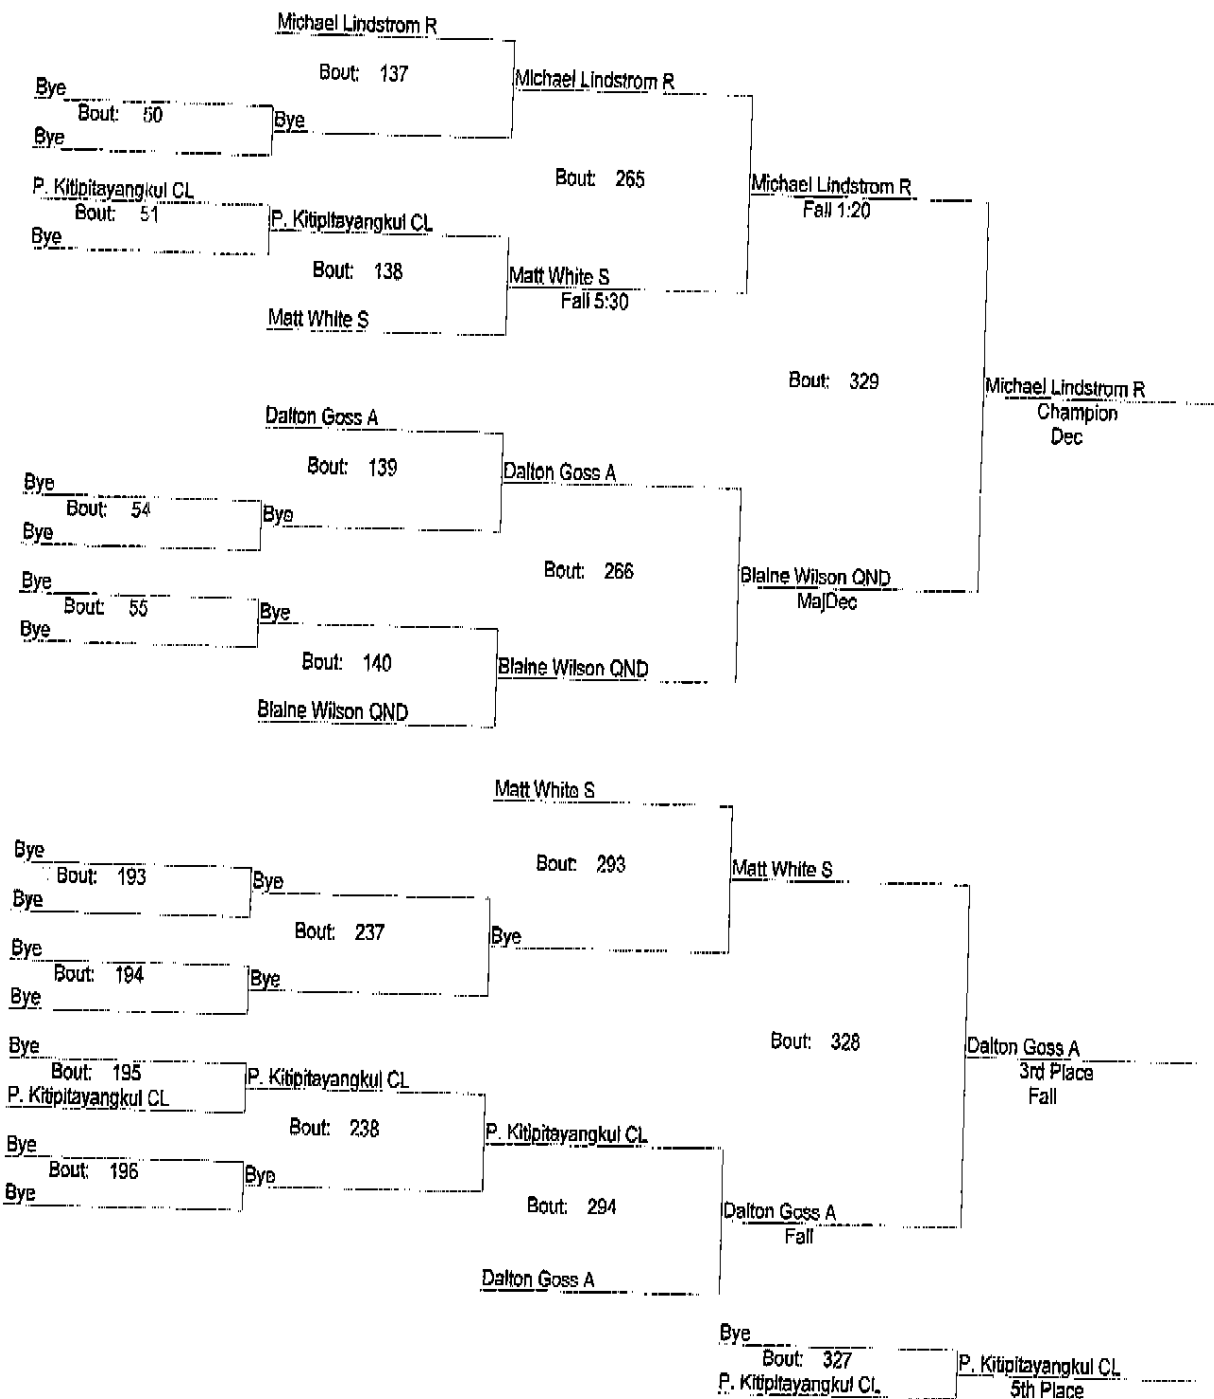 Michael Lindstrom R
Bout: 137
Michael Lindstrom R
Bye
Bout: 50
Bye
Bye
Bout: 265
Michael Lindstrom R
Fall 1:20
P. Kitipitayangkul CL
Bout: 51
P. Kitipitayangkul CL
Bye
Bout: 138
Matt White S
Fall 5:30
Matt White S
Bout: 329
Michael Lindstrom R
Champion
Dec
Dalton Goss A
Bout: 139
Dalton Goss A
Bye
Bout: 54
Bye
Bye
Bout: 266
Blaine Wilson QND
MajDec
Bye
Bout: 55
Bye
Bye
Bout: 140
Blaine Wilson QND
Blaine Wilson QND
Matt White S
Bout: 293
Matt White S
Bye
Bout: 193
Bye
Bye
Bout: 237
Bye
Bye
Bout: 194
Bye
Bye
Bout: 328
Dalton Goss A
3rd Place
Fall
Bye
Bout: 195
P. Kitipitayangkul CL
P. Kitipitayangkul CL
Bout: 238
P. Kitipitayangkul CL
Bye
Bout: 196
Bye
Bye
Bout: 294
Dalton Goss A
Fall
Dalton Goss A
Bye
Bout: 327
P. Kitipitayangkul CL
P. Kitipitayangkul CL
5th Place